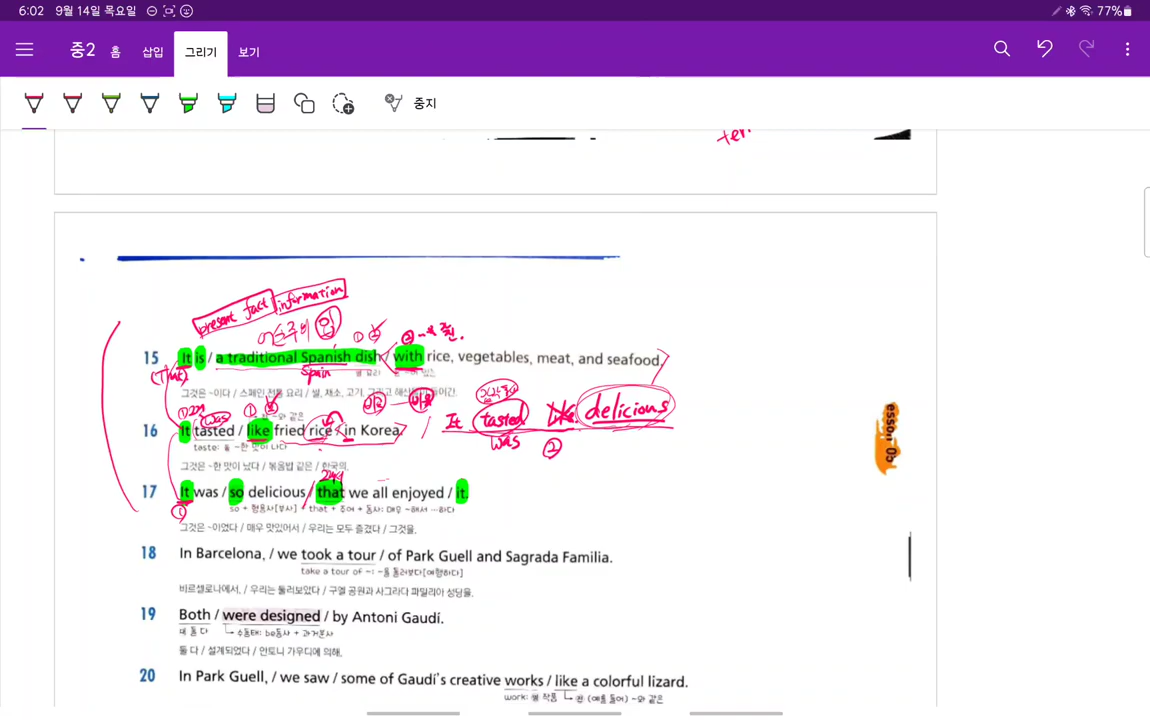 6:02 9월 14일 목요일 77%
중2 홈 삽입 그리기 보기
중지
present fact information
15 It is / a traditional Spanish dish / with rice, vegetables, meat, and seafood
(That) Spain
그것은 ~이다 / 스페인 전통 요리 / 쌀, 채소, 고기, 그리고 해산물이 들어간.
16 It tasted / like fried rice / in Korea. / It tasted like delicious
was was
taste: ~한 맛이 나다
그것은 ~한 맛이 났다 / 볶음밥 같은 / 한국의.
17 It was / so delicious / that we all enjoyed / it.
so + 형용사[부사] that + 주어 + 동사: 매우 ~해서 …하다
그것은 ~이었다 / 매우 맛있어서 / 우리는 모두 즐겼다 / 그것을.
18 In Barcelona, / we took a tour / of Park Guell and Sagrada Familia.
take a tour of ~: ~를 둘러보다[여행하다]
바르셀로나에서, / 우리는 둘러보았다 / 구엘 공원과 사그라다 파밀리아 성당을.
19 Both / were designed / by Antoni Gaudí.
대 둘 다 수동태: be동사 + 과거분사
둘 다 / 설계되었다 / 안토니 가우디에 의해.
20 In Park Guell, / we saw / some of Gaudí's creative works / like a colorful lizard.
work: 명 작품 전 (예를 들어) ~와 같은
esson 05